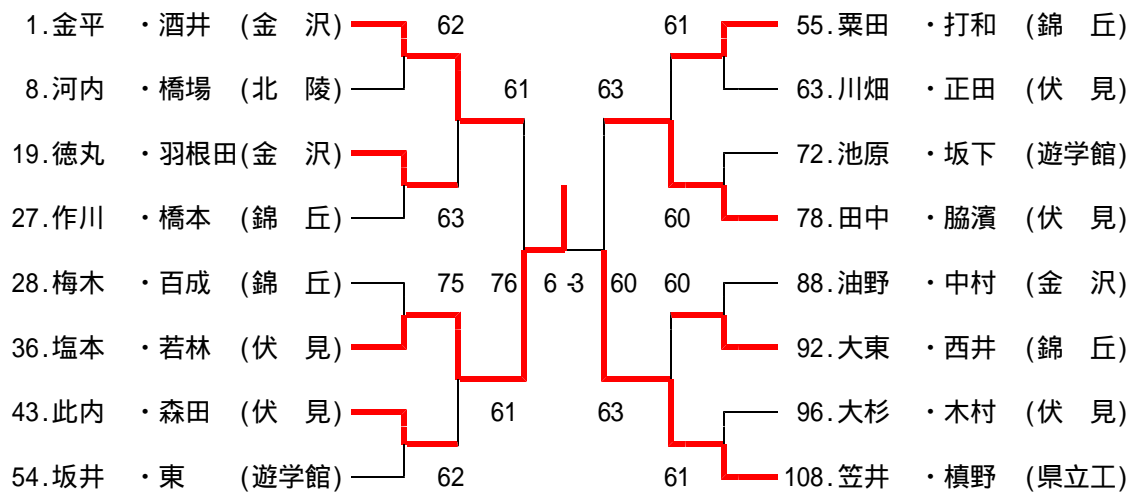 1.金平 ・酒井 (金 沢) 62 61 55.粟田 ・打和 (錦 丘)
8.河内 ・橋場 (北 陵) 61 63 63.川畑 ・正田 (伏 見)
19.徳丸 ・羽根田(金 沢) 72.池原 ・坂下 (遊学館)
27.作川 ・橋本 (錦 丘) 63 60 78.田中 ・脇濱 (伏 見)
28.梅木 ・百成 (錦 丘) 75 76 6-3 60 60 88.油野 ・中村 (金 沢)
36.塩本 ・若林 (伏 見) 92.大東 ・西井 (錦 丘)
43.此内 ・森田 (伏 見) 61 63 96.大杉 ・木村 (伏 見)
54.坂井 ・東 (遊学館) 62 61 108.笠井 ・槙野 (県立工)